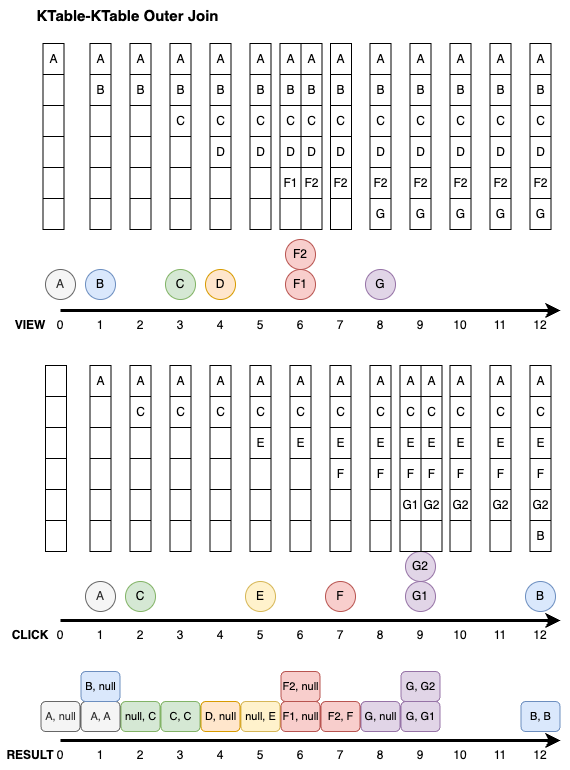 KTable-KTable Outer Join
A A A A A A A A A A A A A A
B B B B B B B B B B B B B
C C C C C C C C C C C
D D D D D D D D D D
F1 F2 F2 F2 F2 F2 F2 F2
G G G G G
F2
A B C D F1 G
VIEW 0 1 2 3 4 5 6 7 8 9 10 11 12
A A A A A A A A A A A A A
C C C C C C C C C C C C
E E E E E E E E E
F F F F F F F
G1 G2 G2 G2 G2
B
G2
A C E F G1 B
CLICK 0 1 2 3 4 5 6 7 8 9 10 11 12
B, null F2, null G, G2
A, null A, A null, C C, C D, null null, E F1, null F2, F G, null G, G1 B, B
RESULT 0 1 2 3 4 5 6 7 8 9 10 11 12